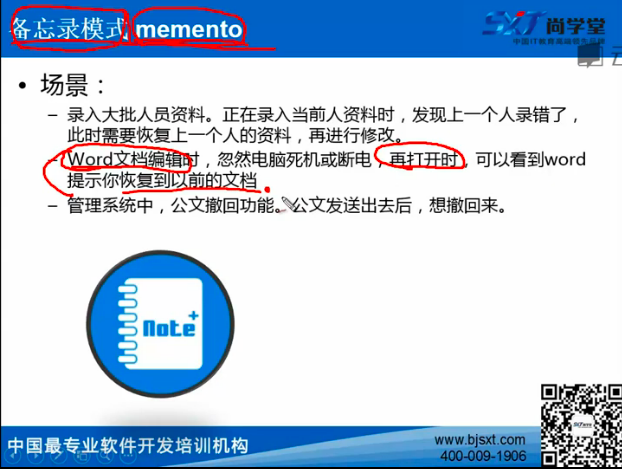 备忘录模式 memento
SXT 尚学堂
中国IT教育高端领先品牌
• 场景：
– 录入大批人员资料。正在录入当前人资料时，发现上一个人录错了，
此时需要恢复上一个人的资料，再进行修改。
– Word文档编辑时，忽然电脑死机或断电，再打开时，可以看到word
提示你恢复到以前的文档
– 管理系统中，公文撤回功能。公文发送出去后，想撤回来。
Note+
中国最专业软件开发培训机构
www.bjsxt.com
400-009-1906